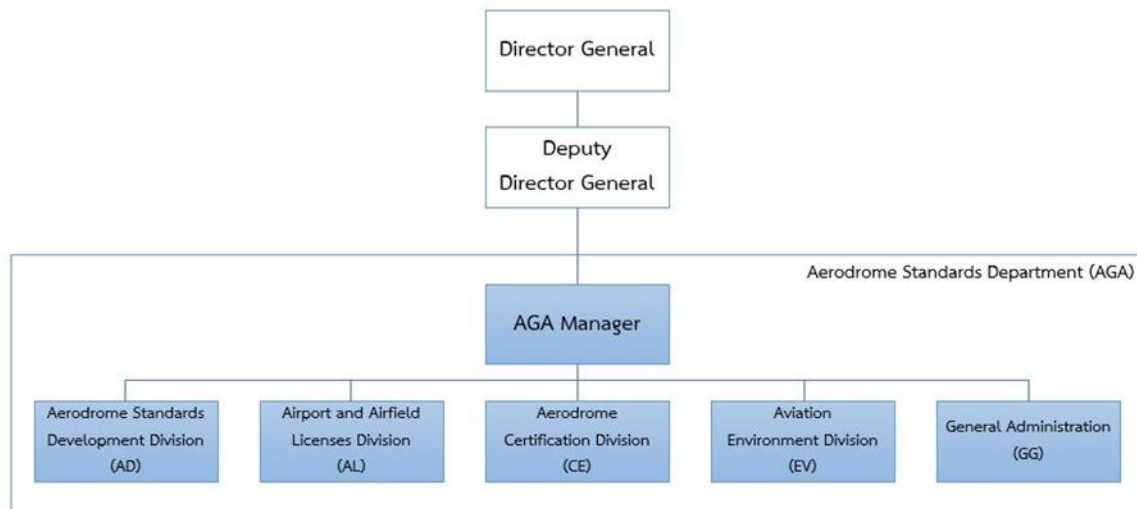 Director General
Deputy
Director General
Aerodrome Standards Department (AGA)
AGA Manager
Aerodrome Standards
Development Division
(AD)
Airport and Airfield
Licenses Division
(AL)
Aerodrome
Certification Division
(CE)
Aviation
Environment Division
(EV)
General Administration
(GG)